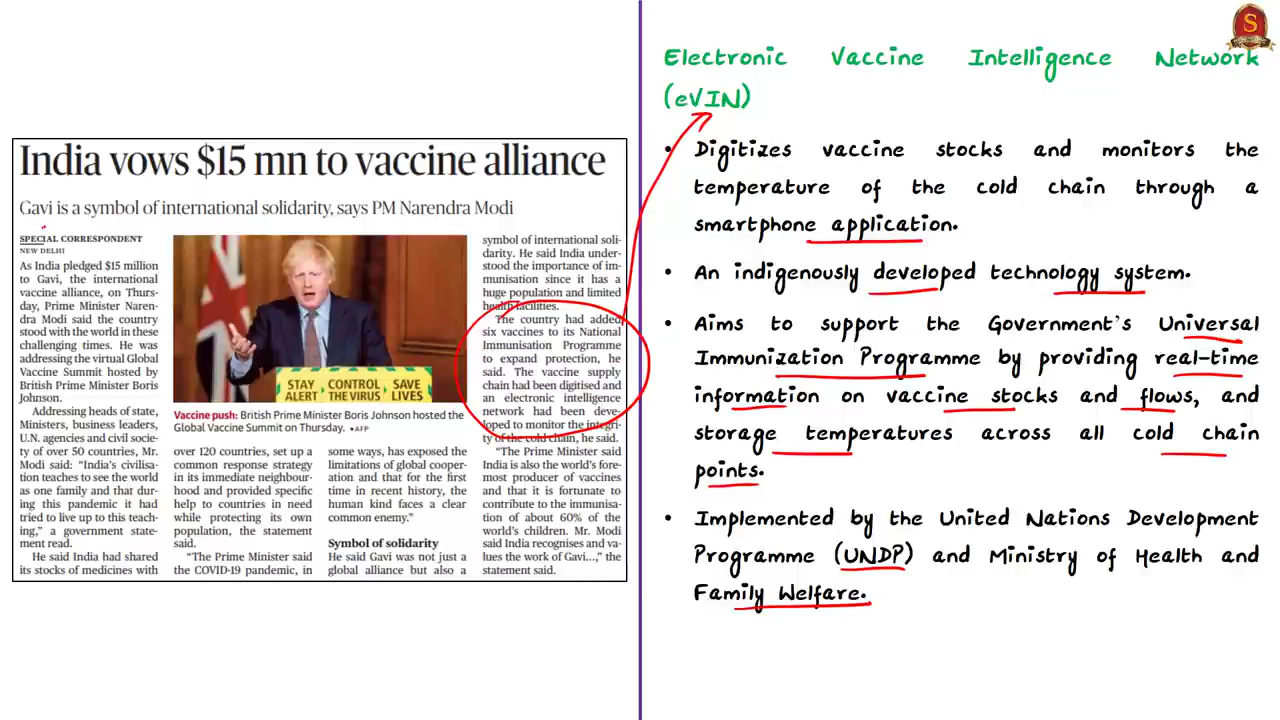 India vows $15 mn to vaccine alliance
Gavi is a symbol of international solidarity, says PM Narendra Modi
SPECIAL CORRESPONDENT
NEW DELHI
As India pledged $15 million
to Gavi, the international
vaccine alliance, on Thurs-
day, Prime Minister Naren-
dra Modi said the country
stood with the world in these
challenging times. He was
addressing the virtual Global
Vaccine Summit hosted by
British Prime Minister Boris
Johnson.
Addressing heads of state,
Ministers, business leaders,
U.N. agencies and civil socie-
ty of over 50 countries, Mr.
Modi said: “India’s civilisa-
tion teaches to see the world
as one family and that dur-
ing this pandemic it had
tried to live up to this teach-
ing,” a government state-
ment read.
He said India had shared
its stocks of medicines with
STAY ALERT
CONTROL THE VIRUS
SAVE LIVES
Vaccine push: British Prime Minister Boris Johnson hosted the
Global Vaccine Summit on Thursday. •AFP
over 120 countries, set up a
common response strategy
in its immediate neighbour-
hood and provided specific
help to countries in need
while protecting its own
population, the statement
said.
“The Prime Minister said
the COVID-19 pandemic, in
some ways, has exposed the
limitations of global cooper-
ation and that for the first
time in recent history, the
human kind faces a clear
common enemy.”
Symbol of solidarity
He said Gavi was not just a
global alliance but also a
symbol of international soli-
darity. He said India under-
stood the importance of im-
munisation since it has a
huge population and limited
health facilities.
The country had added
six vaccines to its National
Immunisation Programme
to expand protection, he
said. The vaccine supply
chain had been digitised and
an electronic intelligence
network had been deve-
loped to monitor the integri-
ty of the cold chain, he said.
“The Prime Minister said
India is also the world’s fore-
most producer of vaccines
and that it is fortunate to
contribute to the immunisa-
tion of about 60% of the
world’s children. Mr. Modi
said India recognises and va-
lues the work of Gavi...,” the
statement said.
S
Electronic Vaccine Intelligence Network
(eVIN)
• Digitizes vaccine stocks and monitors the
temperature of the cold chain through a
smartphone application.
• An indigenously developed technology system.
• Aims to support the Government’s Universal
Immunization Programme by providing real-time
information on vaccine stocks and flows, and
storage temperatures across all cold chain
points.
• Implemented by the United Nations Development
Programme (UNDP) and Ministry of Health and
Family Welfare.